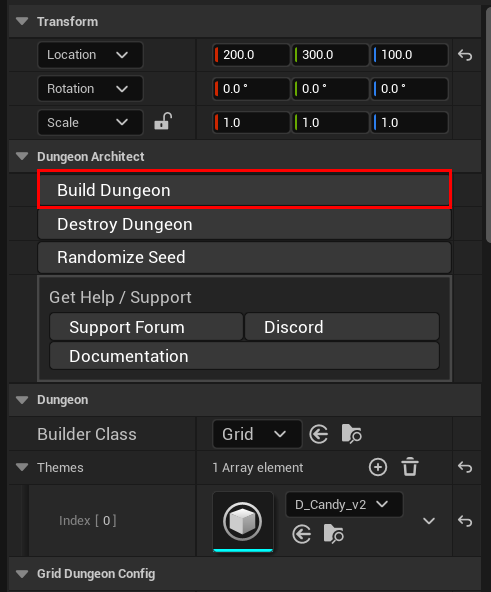 Transform
Location 200.0 300.0 100.0
Rotation 0.0 ° 0.0 ° 0.0 °
Scale 1.0 1.0 1.0
Dungeon Architect
Build Dungeon
Destroy Dungeon
Randomize Seed
Get Help / Support
Support Forum Discord
Documentation
Dungeon
Builder Class Grid
Themes 1 Array element
Index [ 0 ] D_Candy_v2
Grid Dungeon Config